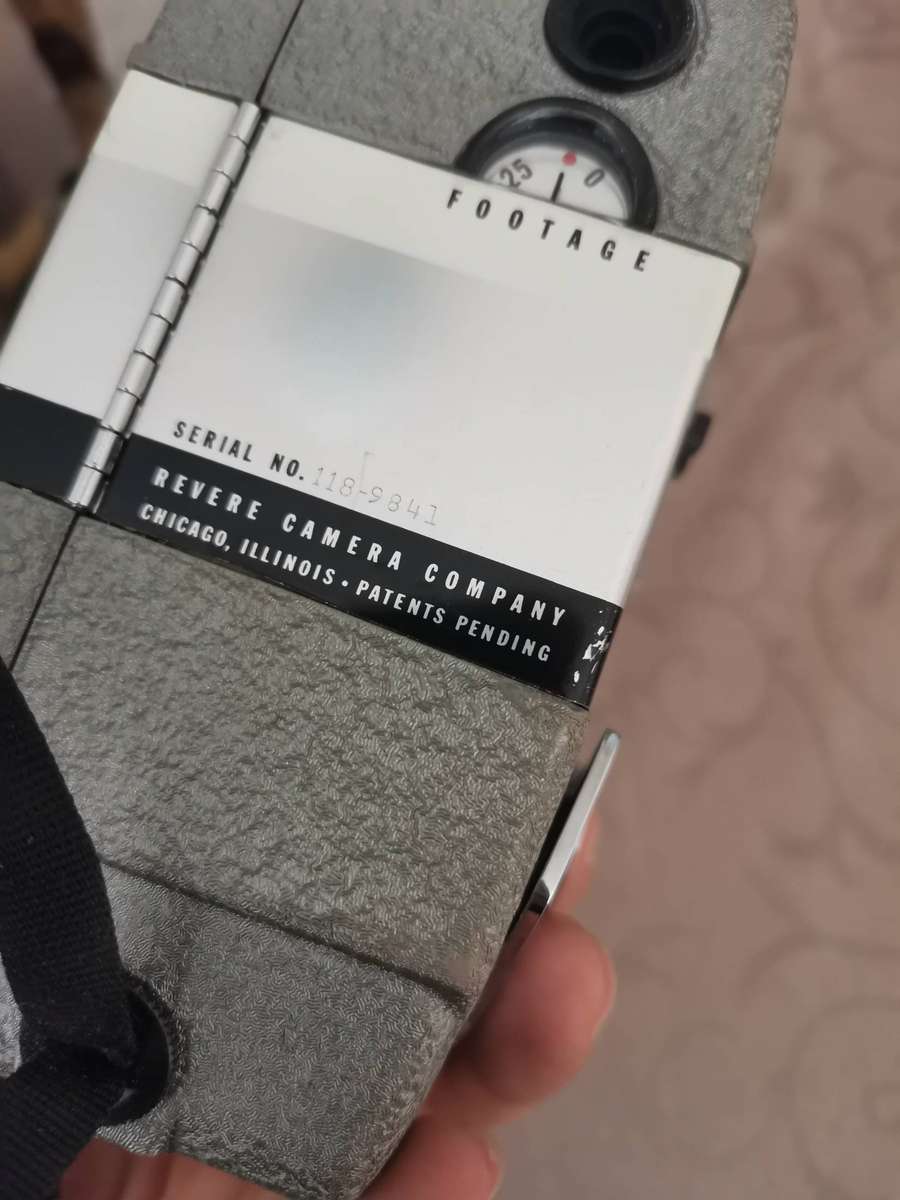 25 0
FOOTAGE
SERIAL NO. 118-9841
REVERE CAMERA COMPANY
CHICAGO, ILLINOIS • PATENTS PENDING